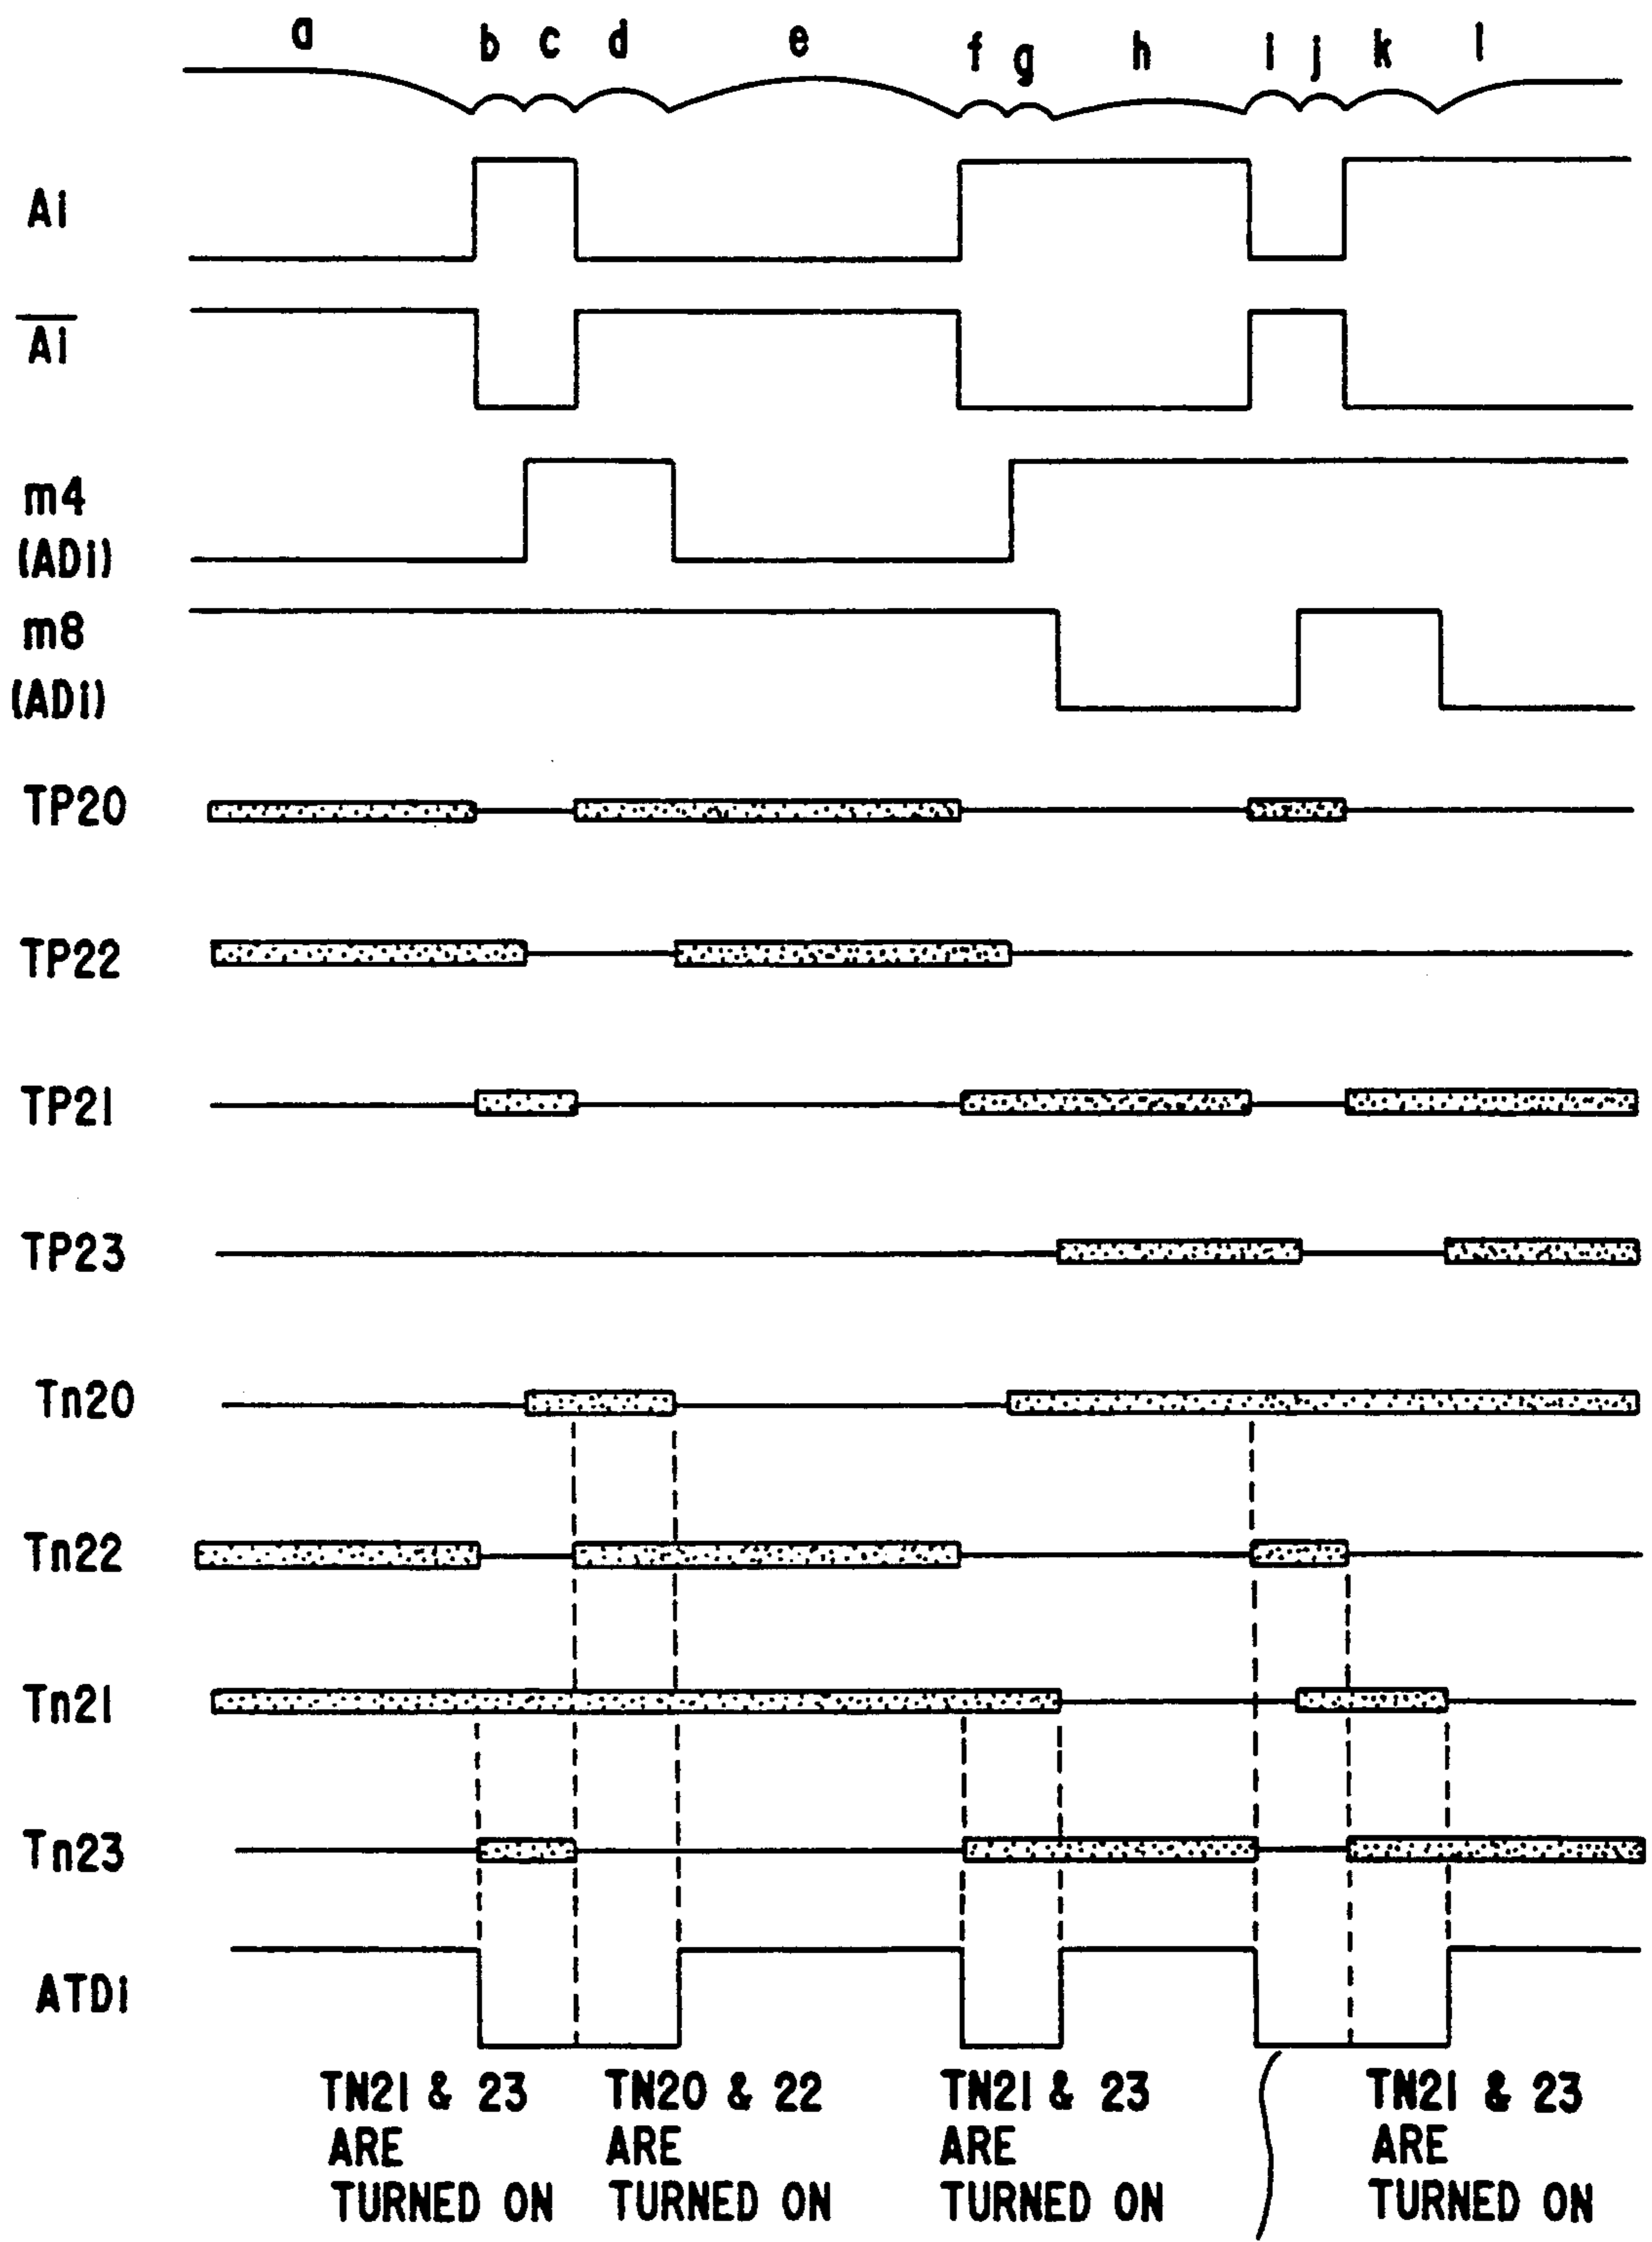 a b c d e f g h i j k l
Ai
A̅i̅
m4
(ADi)
m8
(ADi)
TP20
TP22
TP21
TP23
Tn20
Tn22
Tn21
Tn23
ATDi
TN21 & 23
ARE
TURNED ON
TN20 & 22
ARE
TURNED ON
TN21 & 23
ARE
TURNED ON
TN21 & 23
ARE
TURNED ON